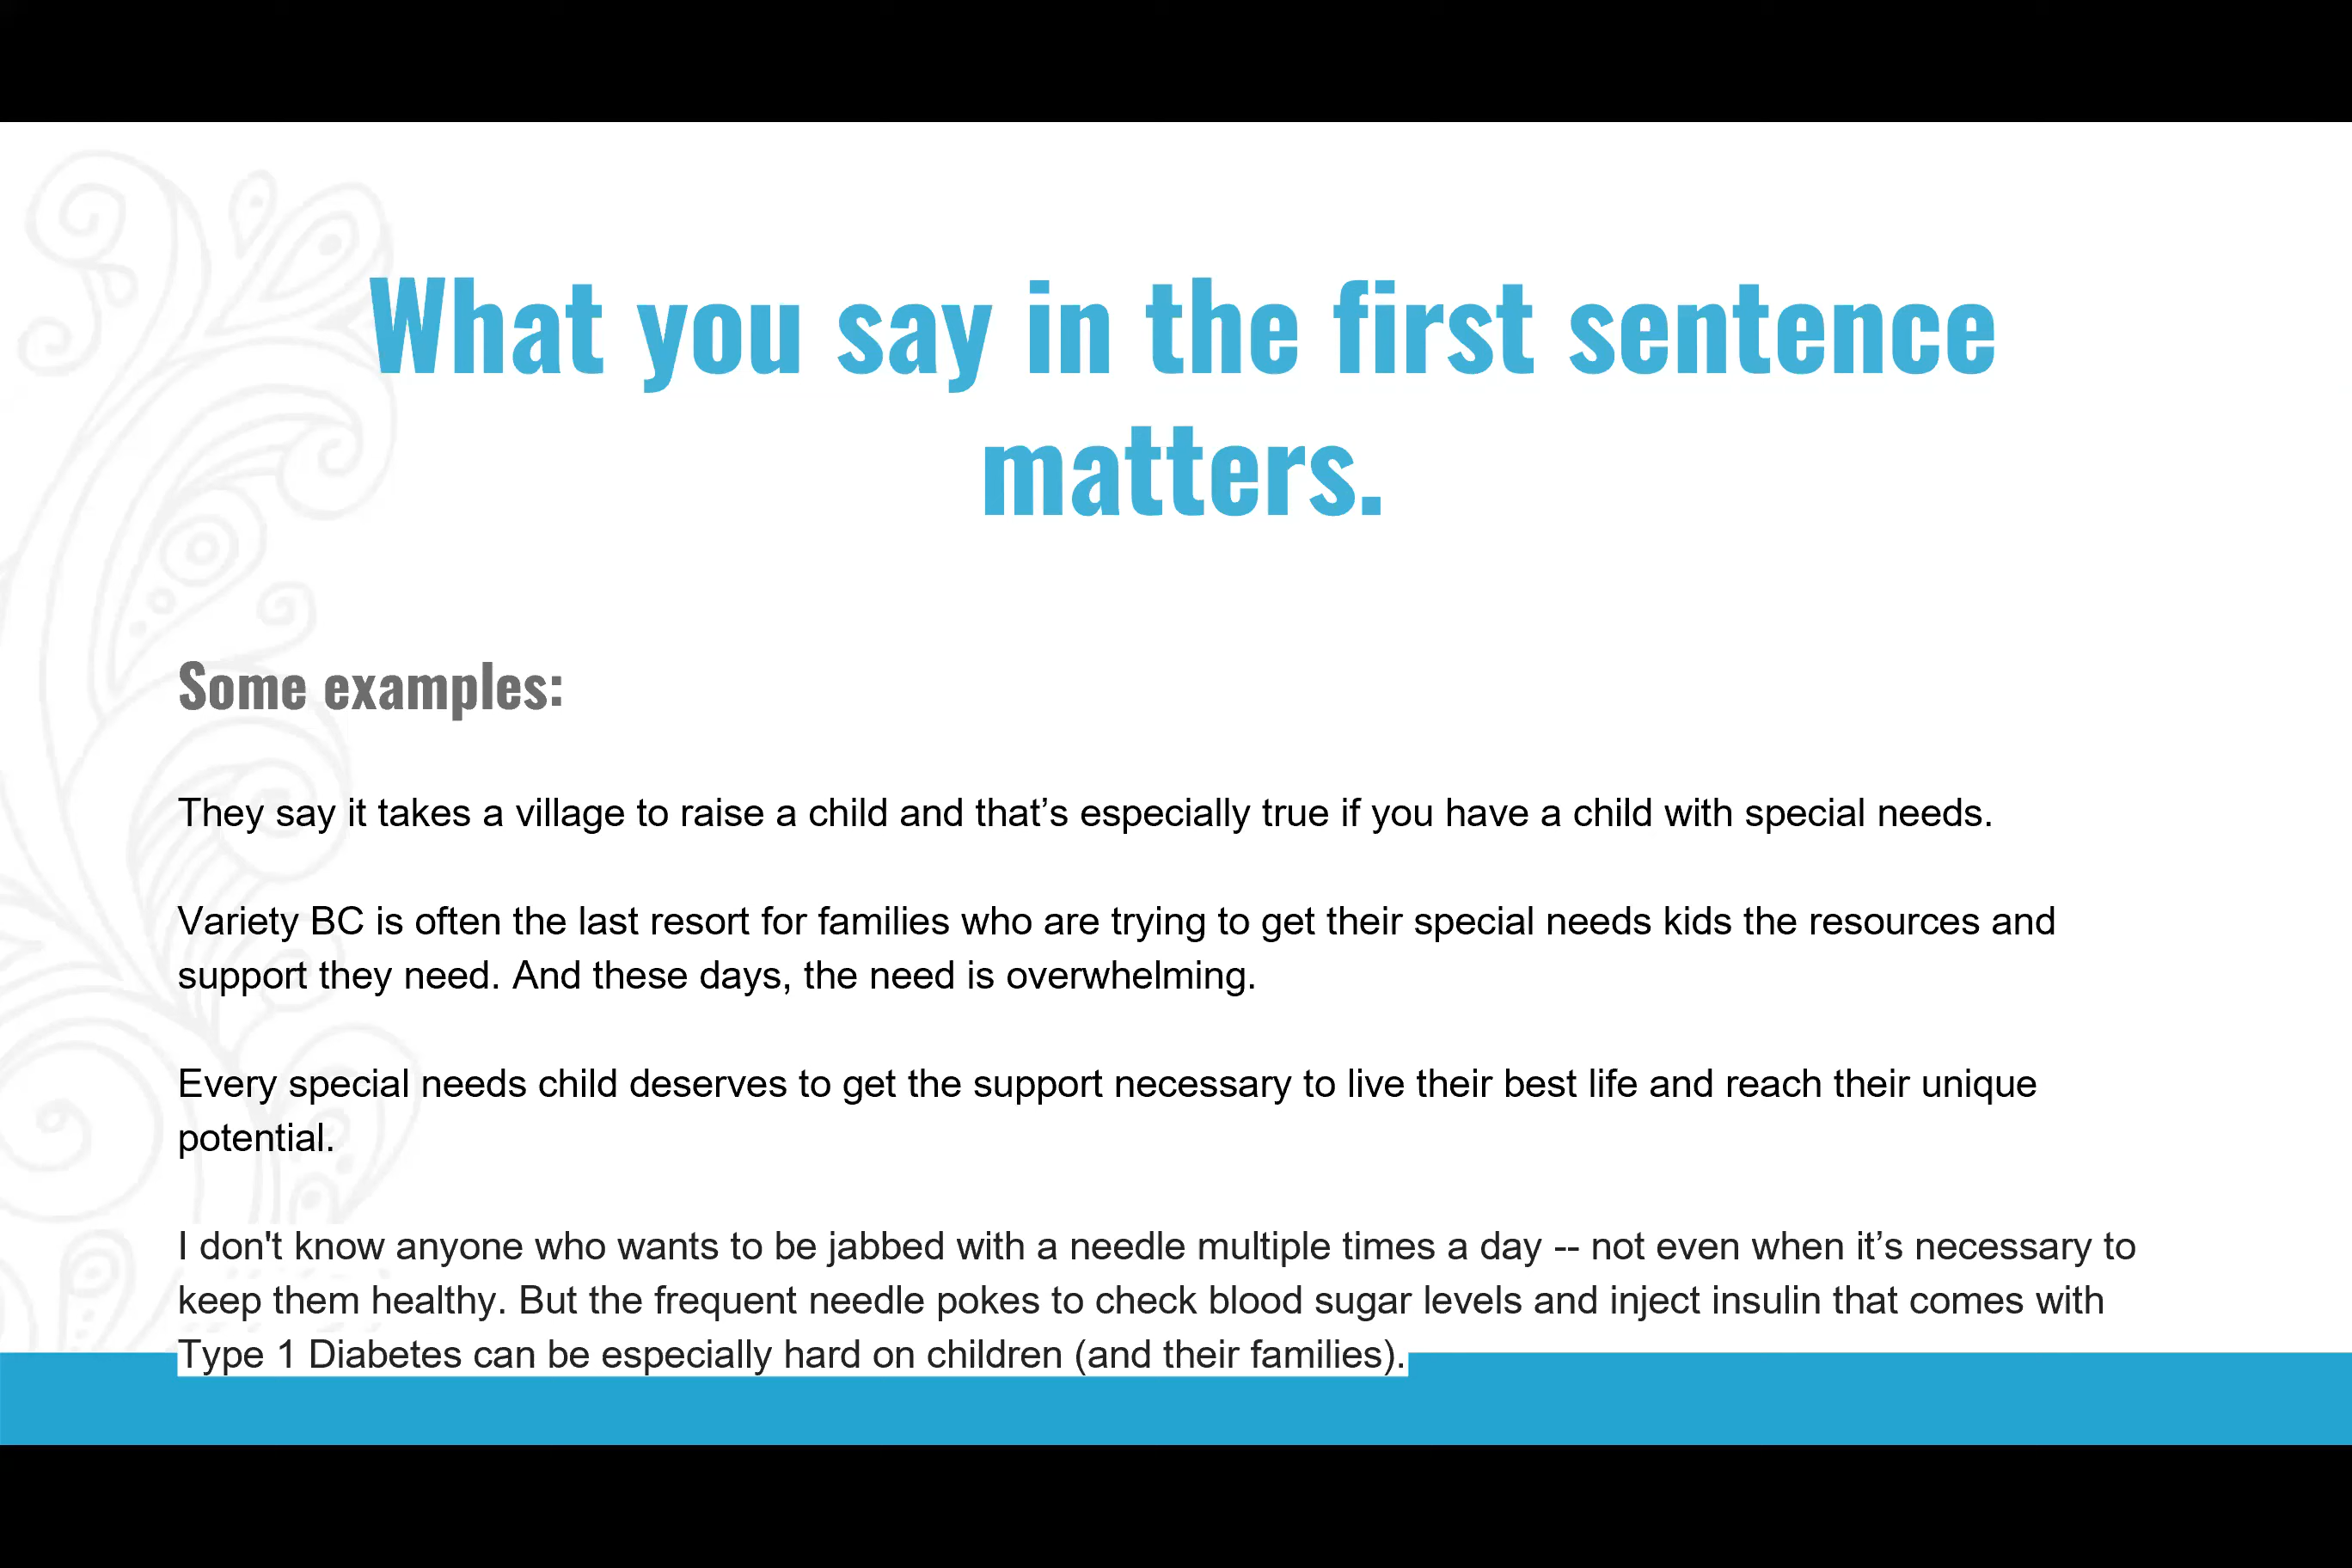 What you say in the first sentence
matters.
Some examples:
They say it takes a village to raise a child and that’s especially true if you have a child with special needs.
Variety BC is often the last resort for families who are trying to get their special needs kids the resources and
support they need. And these days, the need is overwhelming.
Every special needs child deserves to get the support necessary to live their best life and reach their unique
potential.
I don't know anyone who wants to be jabbed with a needle multiple times a day -- not even when it’s necessary to
keep them healthy. But the frequent needle pokes to check blood sugar levels and inject insulin that comes with
Type 1 Diabetes can be especially hard on children (and their families).